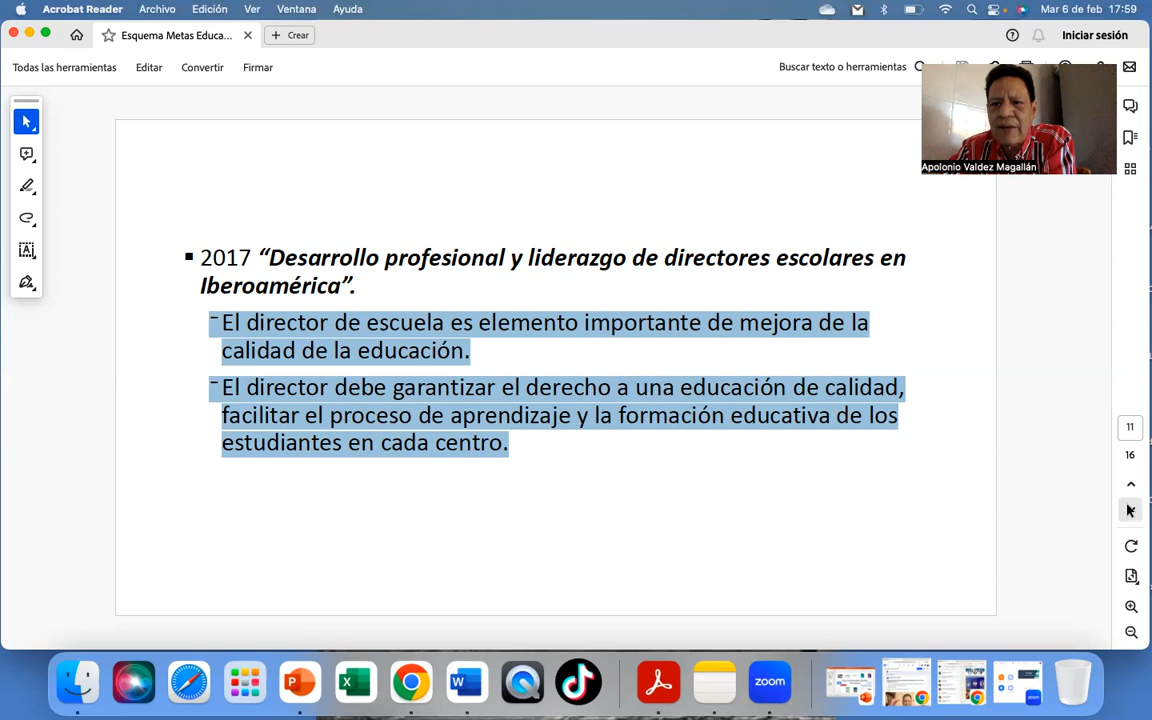 Acrobat Reader Archivo Edición Ver Ventana Ayuda Mar 6 de feb 17:59
Esquema Metas Educa... Crear Iniciar sesión
Todas las herramientas Editar Convertir Firmar Buscar texto o herramientas
Apolonio Valdez Magallán
2017 “Desarrollo profesional y liderazgo de directores escolares en
Iberoamérica”.
El director de escuela es elemento importante de mejora de la
calidad de la educación.
El director debe garantizar el derecho a una educación de calidad,
facilitar el proceso de aprendizaje y la formación educativa de los
estudiantes en cada centro.
11
16
zoom